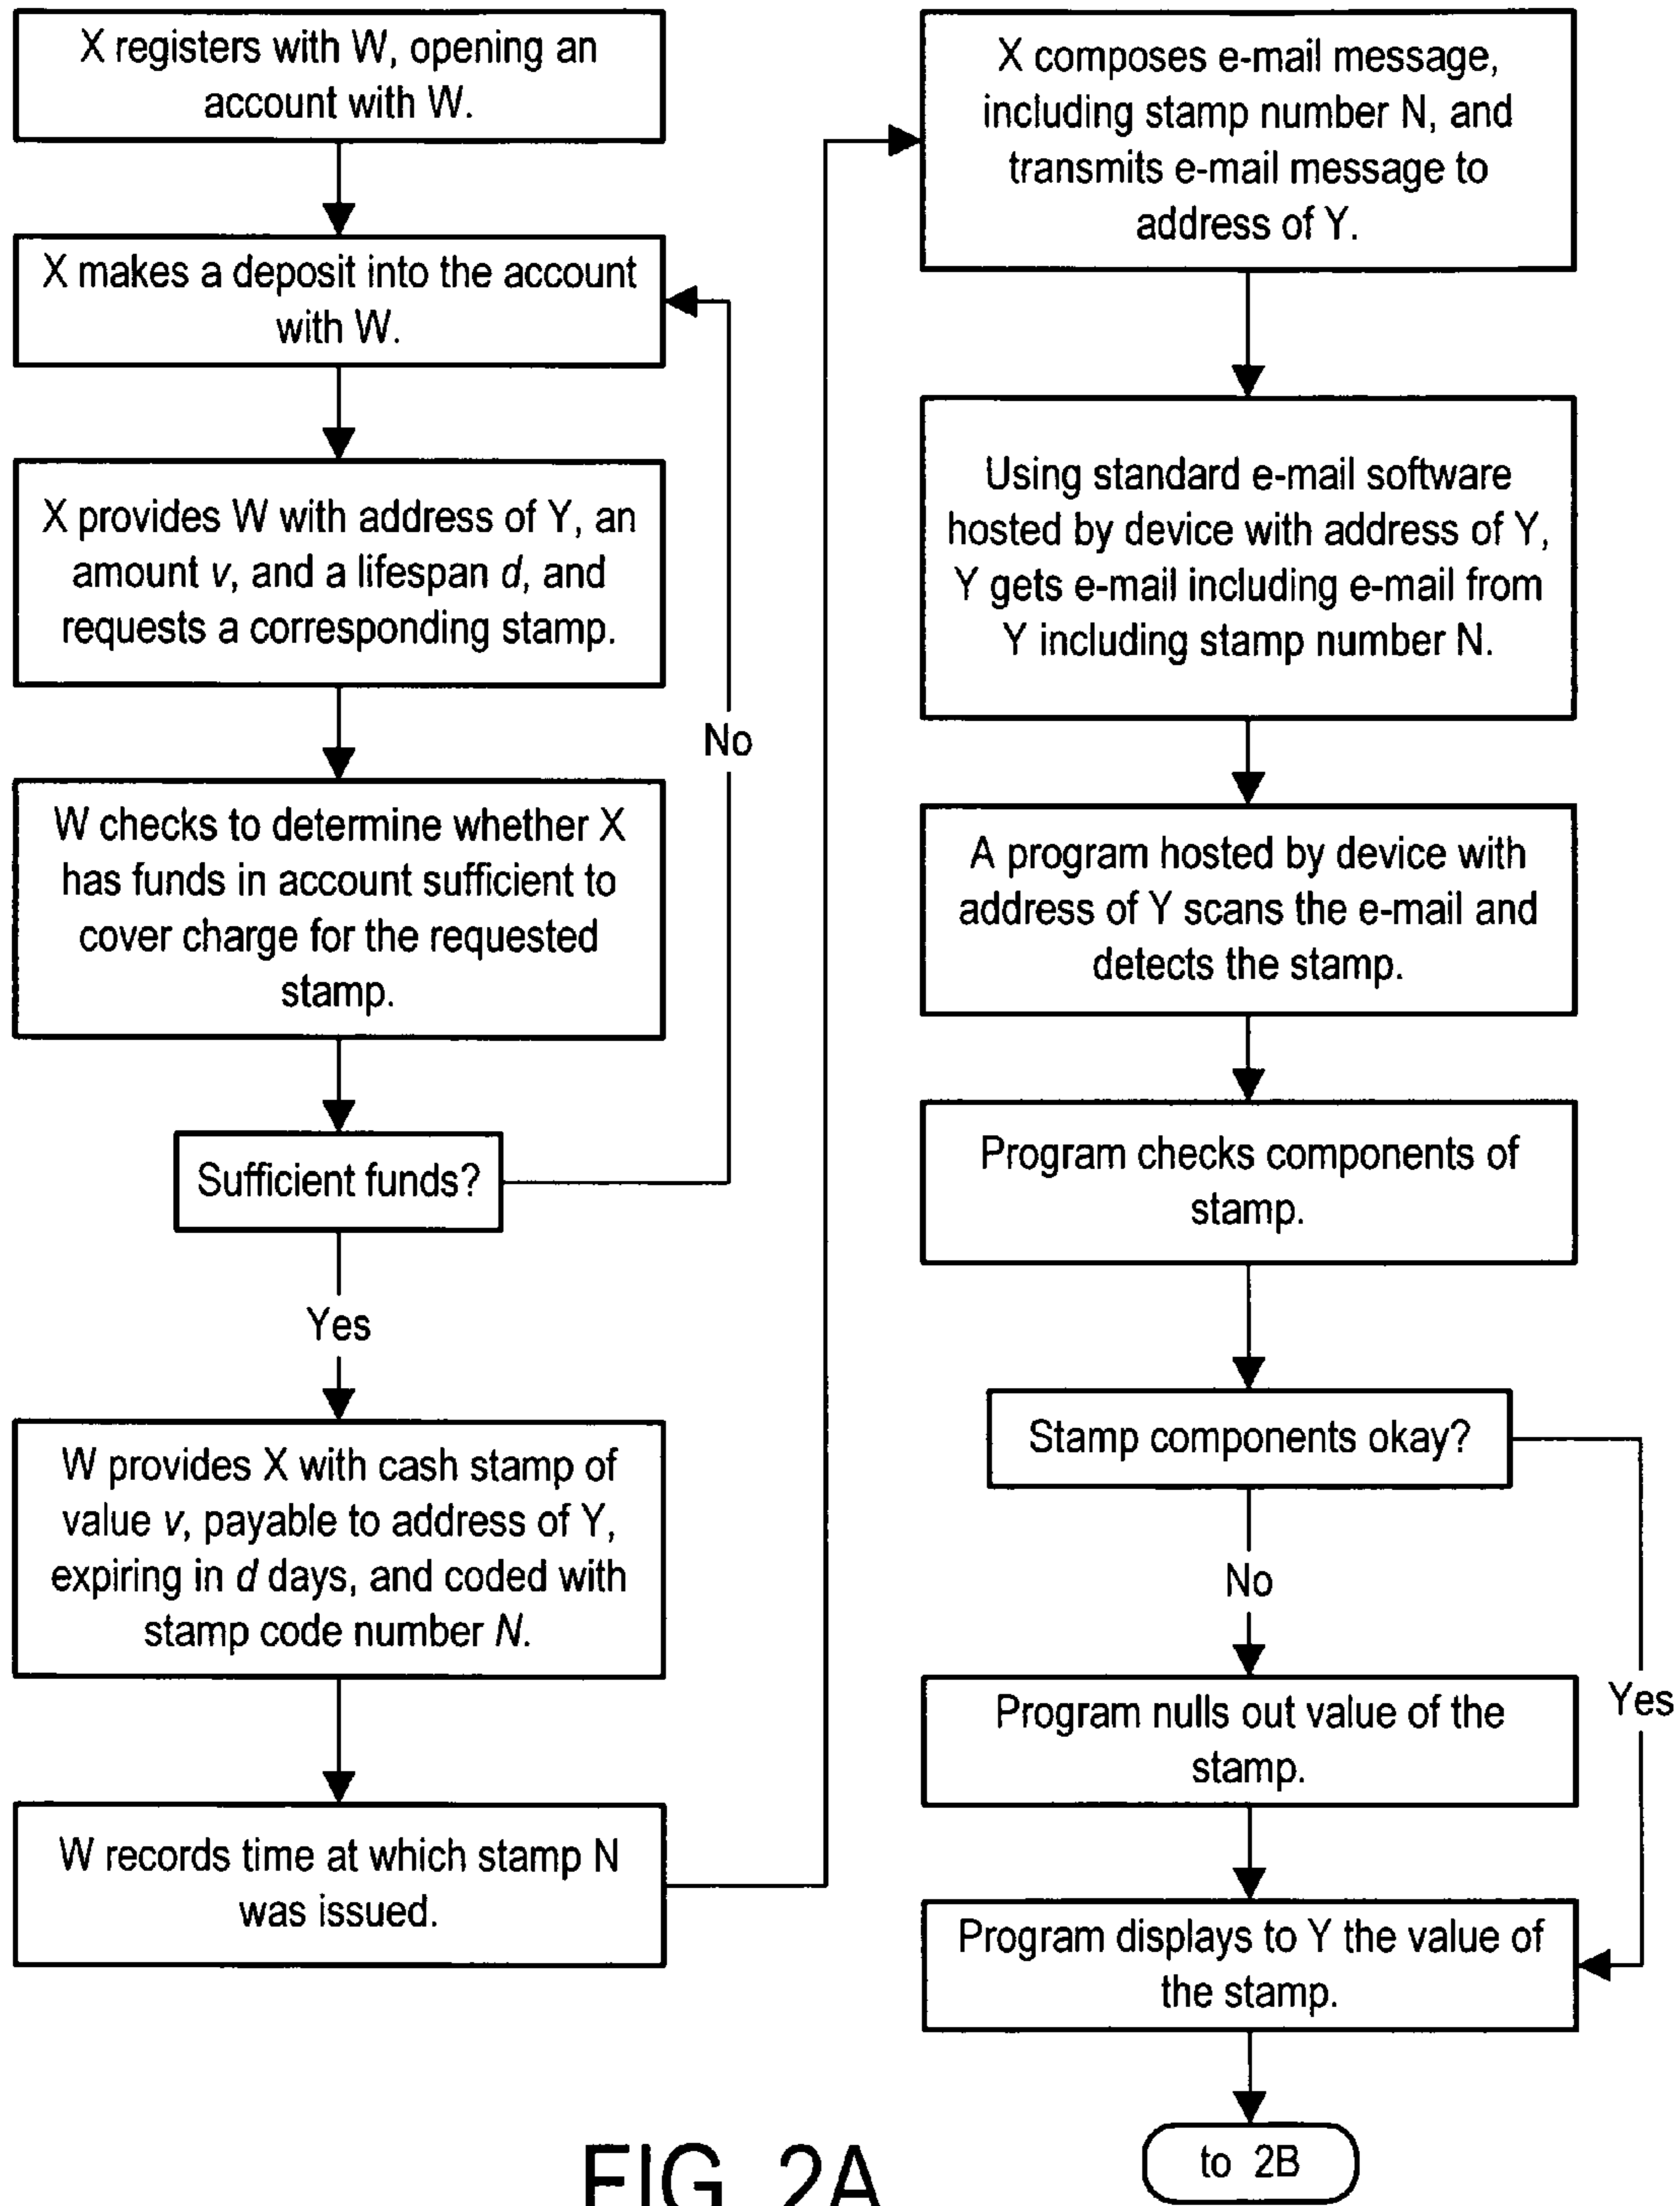 X registers with W, opening an
account with W.
X makes a deposit into the account
with W.
X provides W with address of Y, an
amount v, and a lifespan d, and
requests a corresponding stamp.
No
W checks to determine whether X
has funds in account sufficient to
cover charge for the requested
stamp.
Sufficient funds?
Yes
W provides X with cash stamp of
value v, payable to address of Y,
expiring in d days, and coded with
stamp code number N.
W records time at which stamp N
was issued.
X composes e-mail message,
including stamp number N, and
transmits e-mail message to
address of Y.
Using standard e-mail software
hosted by device with address of Y,
Y gets e-mail including e-mail from
Y including stamp number N.
A program hosted by device with
address of Y scans the e-mail and
detects the stamp.
Program checks components of
stamp.
Stamp components okay?
No
Yes
Program nulls out value of the
stamp.
Program displays to Y the value of
the stamp.
to 2B
FIG. 2A